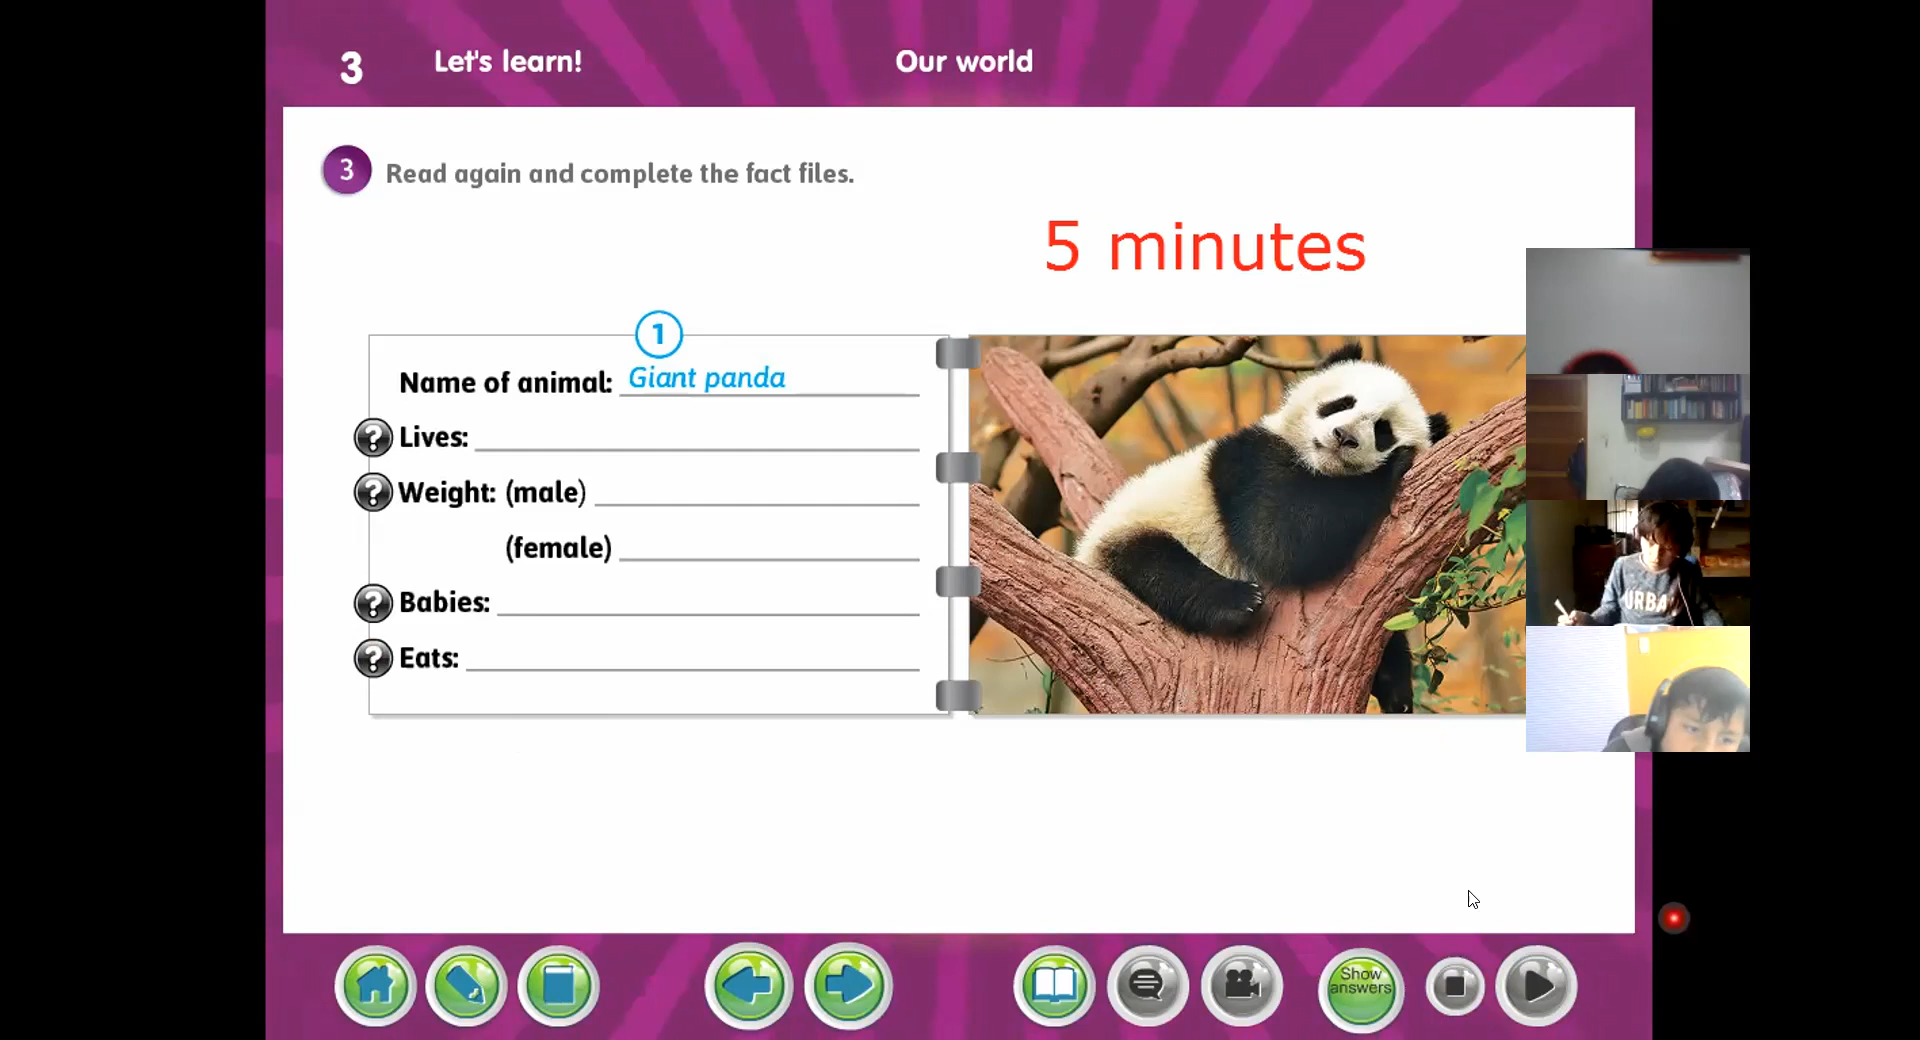 3 Let's learn! Our world
3 Read again and complete the fact files.
5 minutes
1
Name of animal: Giant panda
? Lives:
? Weight: (male)
(female)
? Babies:
? Eats:
URBA
Show
answers